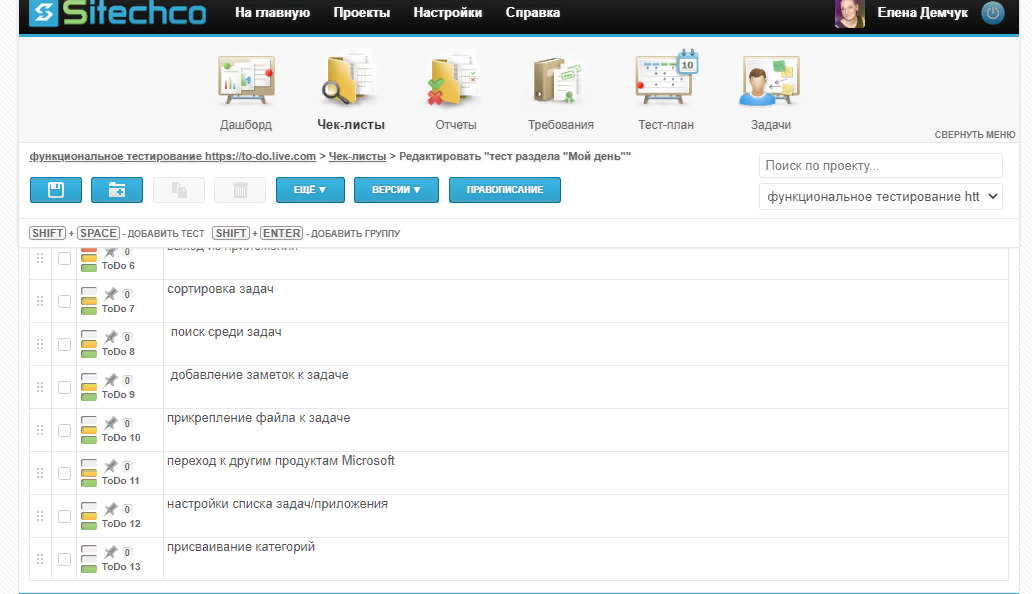 Sitechco На главную Проекты Настройки Справка Елена Демчук
Дашборд Чек-листы Отчеты Требования Тест-план Задачи
10
СВЕРНУТЬ МЕНЮ
функциональное тестирование https://to-do.live.com > Чек-листы > Редактировать "тест раздела "Мой день""
Поиск по проекту...
ЕЩЁ ▾ ВЕРСИИ ▾ ПРАВОПИСАНИЕ
функциональное тестирование htt
SHIFT + SPACE - ДОБАВИТЬ ТЕСТ SHIFT + ENTER - ДОБАВИТЬ ГРУППУ
0 выход из приложения
ToDo 6
0 сортировка задач
ToDo 7
0 поиск среди задач
ToDo 8
0 добавление заметок к задаче
ToDo 9
0 прикрепление файла к задаче
ToDo 10
0 переход к другим продуктам Microsoft
ToDo 11
0 настройки списка задач/приложения
ToDo 12
0 присваивание категорий
ToDo 13